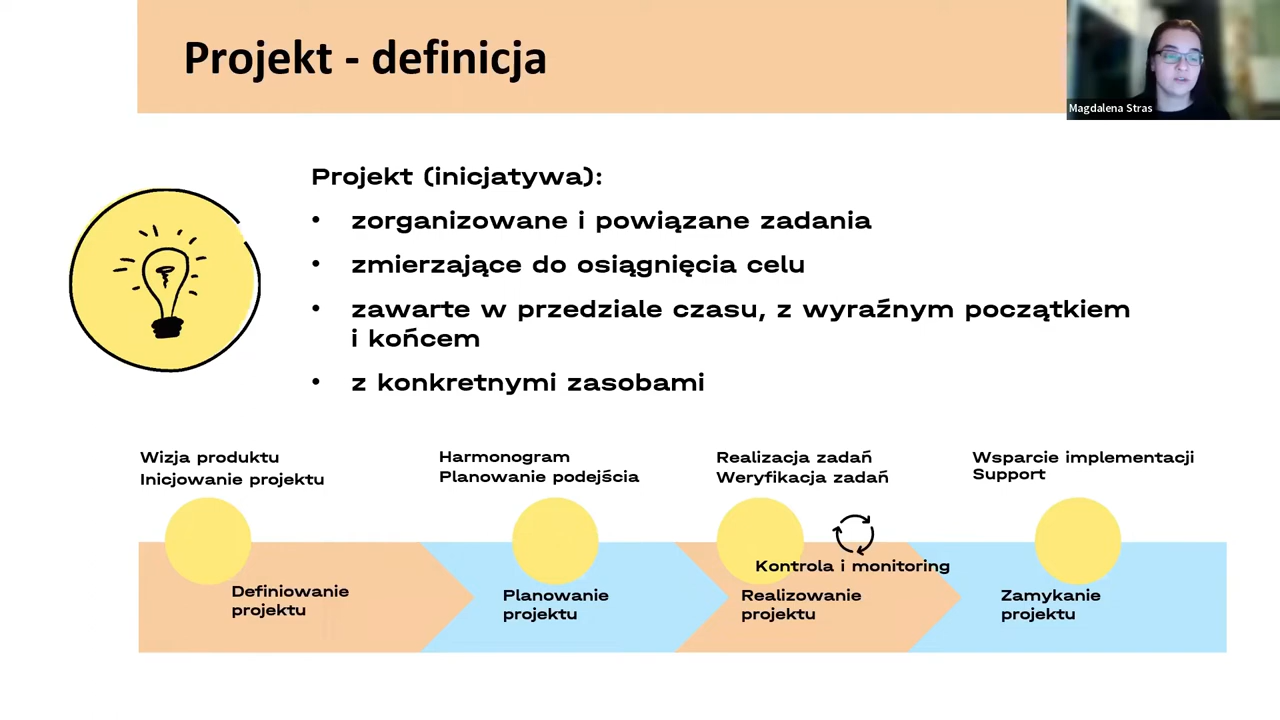 Projekt - definicja
Magdalena Stras
Projekt (inicjatywa):
• zorganizowane i powiązane zadania
• zmierzające do osiągnięcia celu
• zawarte w przedziale czasu, z wyraźnym początkiem
i końcem
• z konkretnymi zasobami
Wizja produktu
Inicjowanie projektu
Harmonogram
Planowanie podejścia
Realizacja zadań
Weryfikacja zadań
Wsparcie implementacji
Support
Definiowanie
projektu
Planowanie
projektu
Kontrola i monitoring
Realizowanie
projektu
Zamykanie
projektu